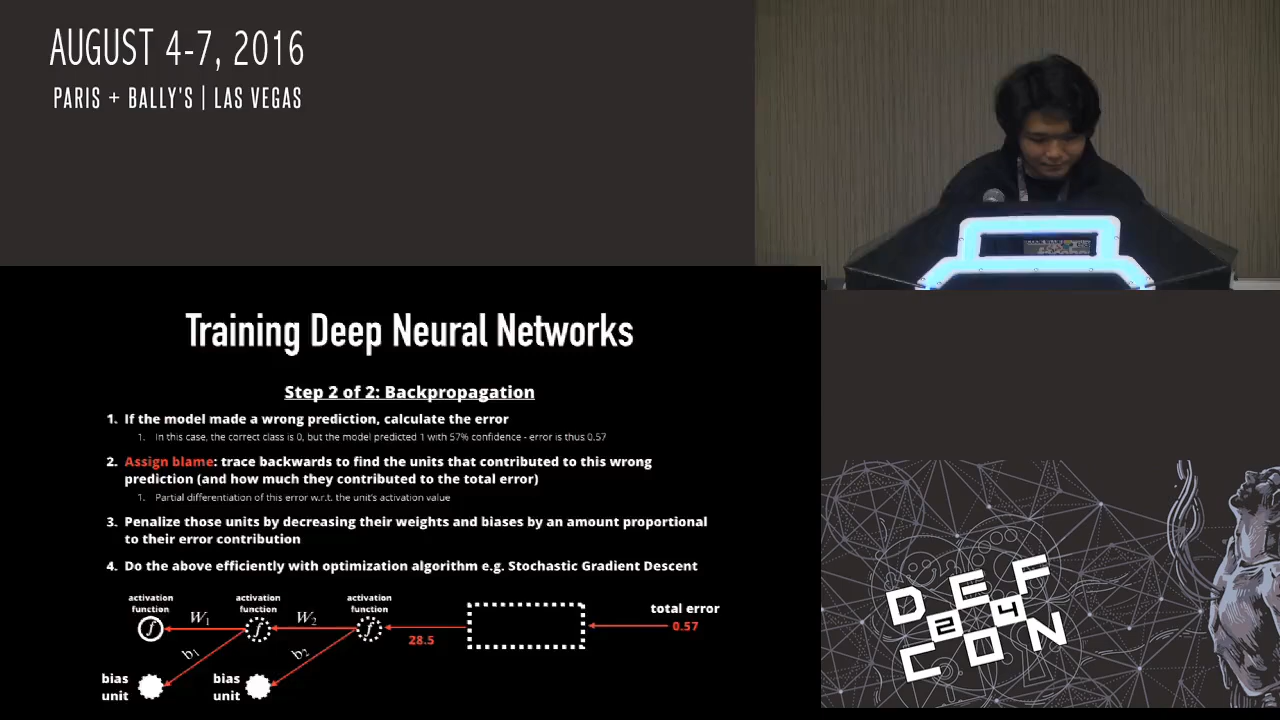 AUGUST 4-7, 2016
PARIS + BALLY'S | LAS VEGAS
Training Deep Neural Networks
Step 2 of 2: Backpropagation
1. If the model made a wrong prediction, calculate the error
1. In this case, the correct class is 0, but the model predicted 1 with 57% confidence - error is thus 0.57
2. Assign blame: trace backwards to find the units that contributed to this wrong
prediction (and how much they contributed to the total error)
1. Partial differentiation of this error w.r.t. the unit's activation value
3. Penalize those units by decreasing their weights and biases by an amount proportional
to their error contribution
4. Do the above efficiently with optimization algorithm e.g. Stochastic Gradient Descent
activation
function
activation
function
activation
function
W1
W2
f
f
f
28.5
total error
0.57
b1
b2
bias
unit
bias
unit
DEF
24
CON